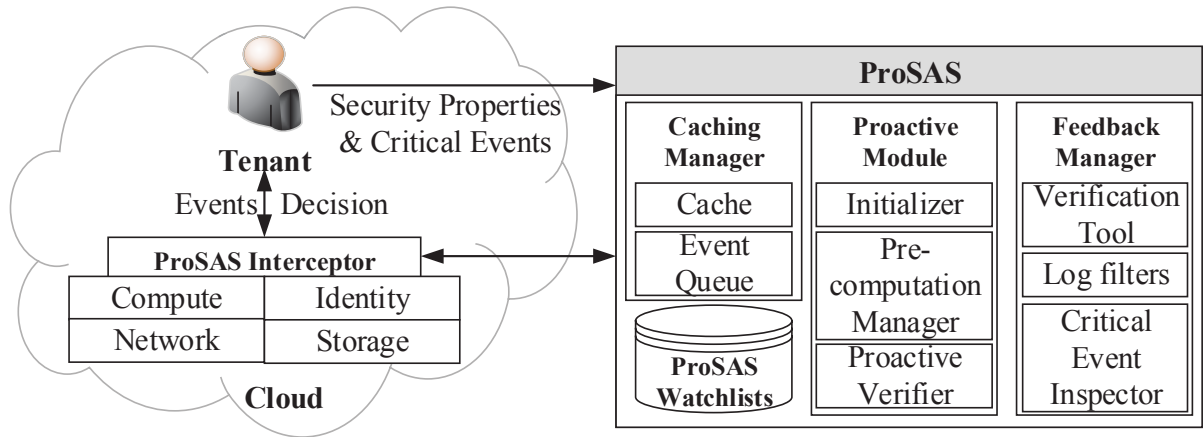 ProSAS
Security Properties
& Critical Events
Tenant
Events
Decision
ProSAS Interceptor
Compute
Identity
Network
Storage
Cloud
Caching
Manager
Cache
Event
Queue
ProSAS
Watchlists
Proactive
Module
Initializer
Pre-
computation
Manager
Proactive
Verifier
Feedback
Manager
Verification
Tool
Log filters
Critical
Event
Inspector